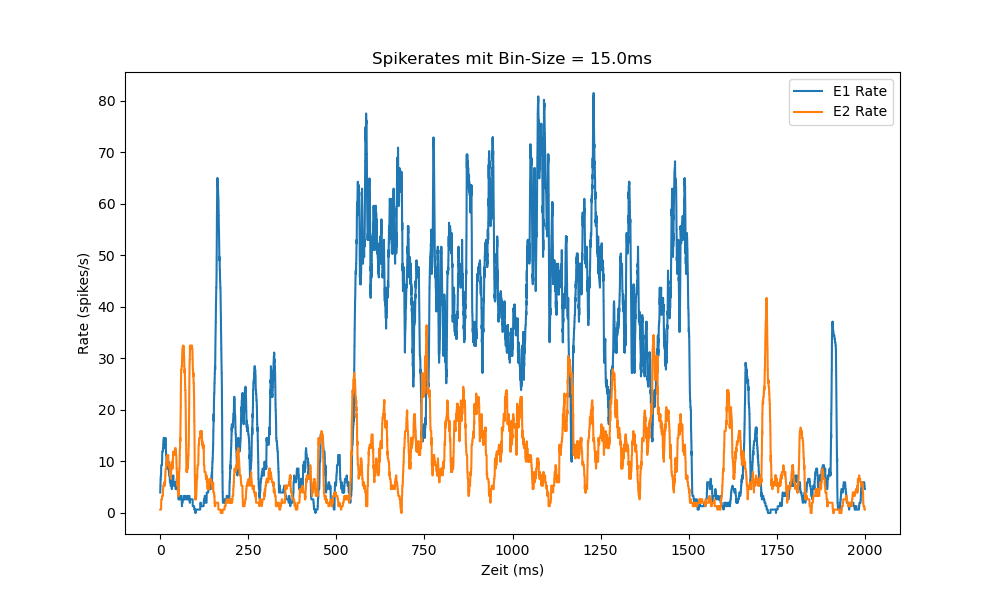 Spikerates mit Bin-Size = 15.0ms
E1 Rate
E2 Rate
Rate (spikes/s)
80
70
60
50
40
30
20
10
0
0 250 500 750 1000 1250 1500 1750 2000
Zeit (ms)